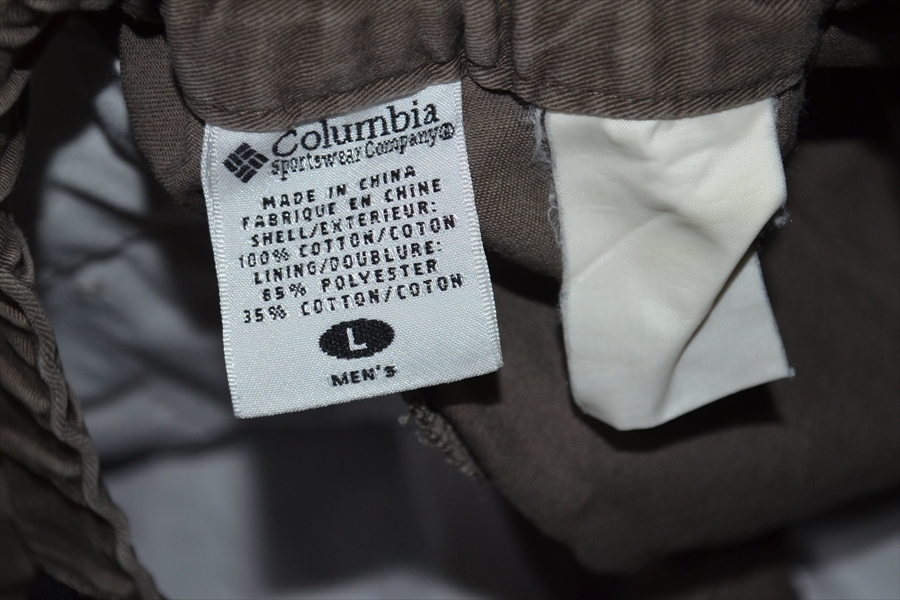 Columbia
Sportswear Company®
MADE IN CHINA
FABRIQUE EN CHINE
SHELL/EXTERIEUR:
100% COTTON/COTON
LINING/DOUBLURE:
65% POLYESTER
35% COTTON/COTON
L
MEN'S